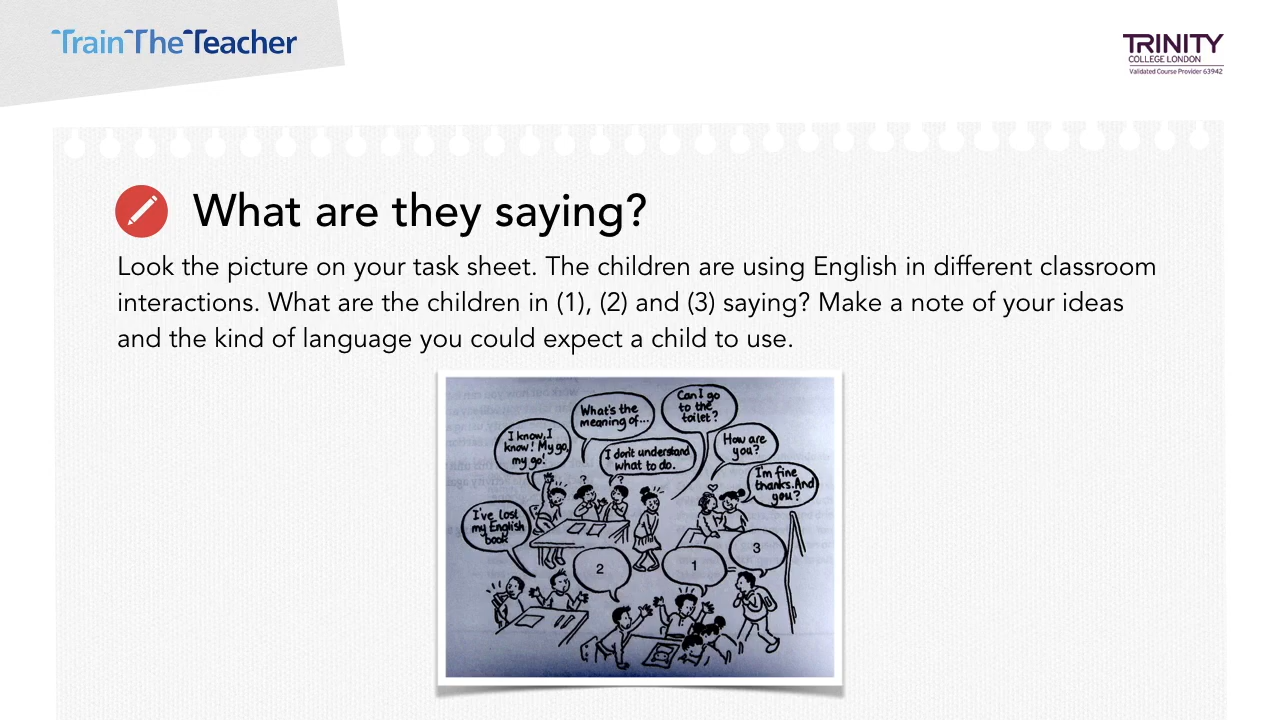 TrainTheTeacher
TRINITY
COLLEGE LONDON
Validated Course Provider 63942
What are they saying?
Look the picture on your task sheet. The children are using English in different classroom
interactions. What are the children in (1), (2) and (3) saying? Make a note of your ideas
and the kind of language you could expect a child to use.
Can I go
to the
toilet?
What's the
meaning of...
I know, I
know! My go,
my go!
I don't understand
what to do.
How are
you?
I'm fine
thanks. And
you?
I've lost
my English
book
2
1
3